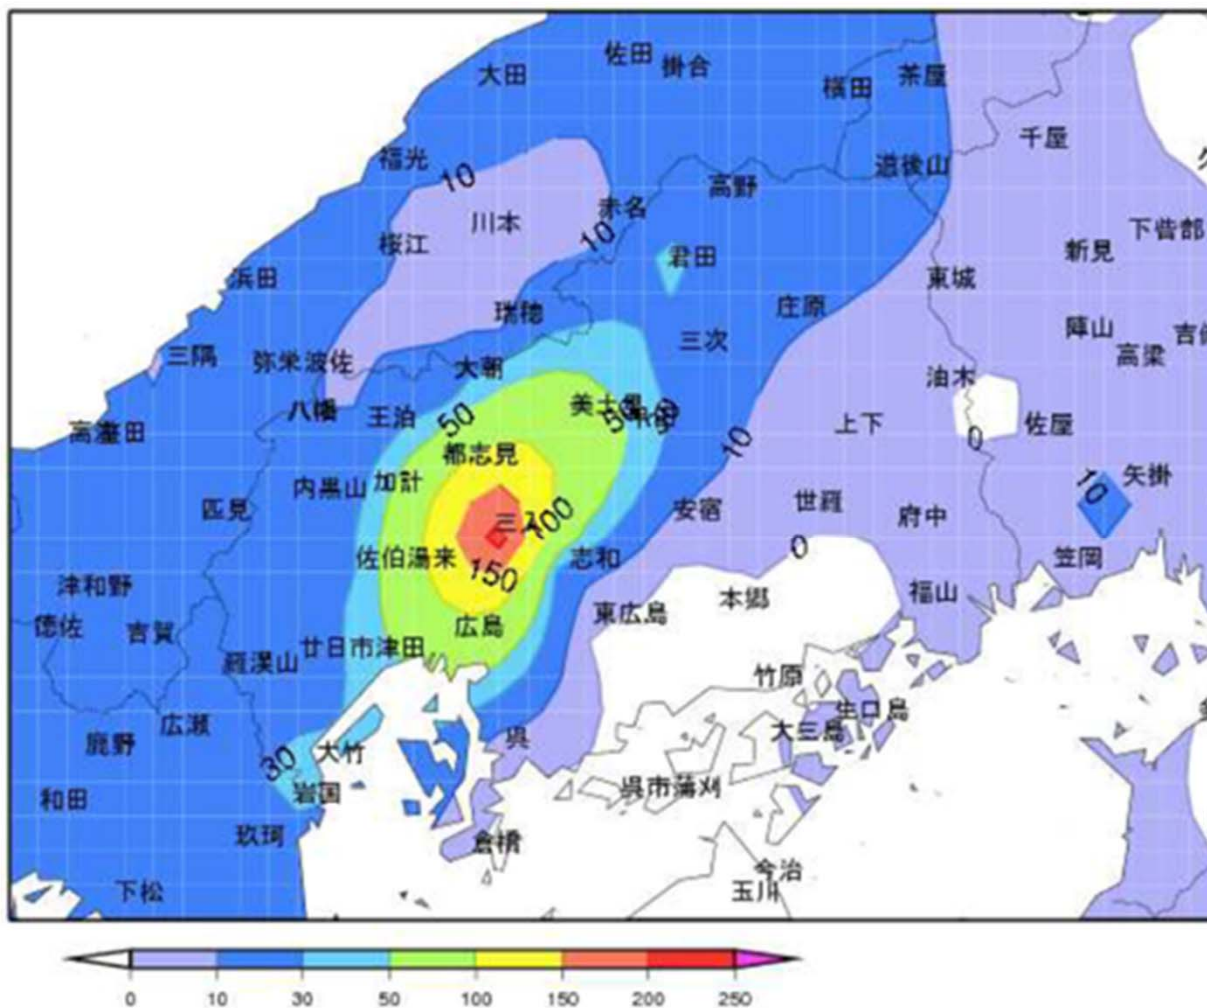 佐田
掛合
大田
横田
茶屋
千屋
福光
10
道後山
高野
赤名
川本
下呰部
桜江
10
新見
君田
浜田
東城
瑞穂
庄原
陣山
三次
三隅
弥栄
波佐
高梁
大朝
油木
八幡
王泊
50
美土里
50
上下
佐屋
0
10
都志見
矢掛
内黒山
加計
匹見
安宿
世羅
府中
三入
100
10
佐伯湯来
志和
0
笠岡
150
津和野
福山
本郷
東広島
徳佐
吉賀
広島
廿日市津田
羅漢山
竹原
広瀬
生口島
鹿野
大三島
呉
大竹
30
岩国
和田
呉市蒲刈
玖珂
倉橋
今治
下松
玉川
0 10 30 50 100 150 200 250